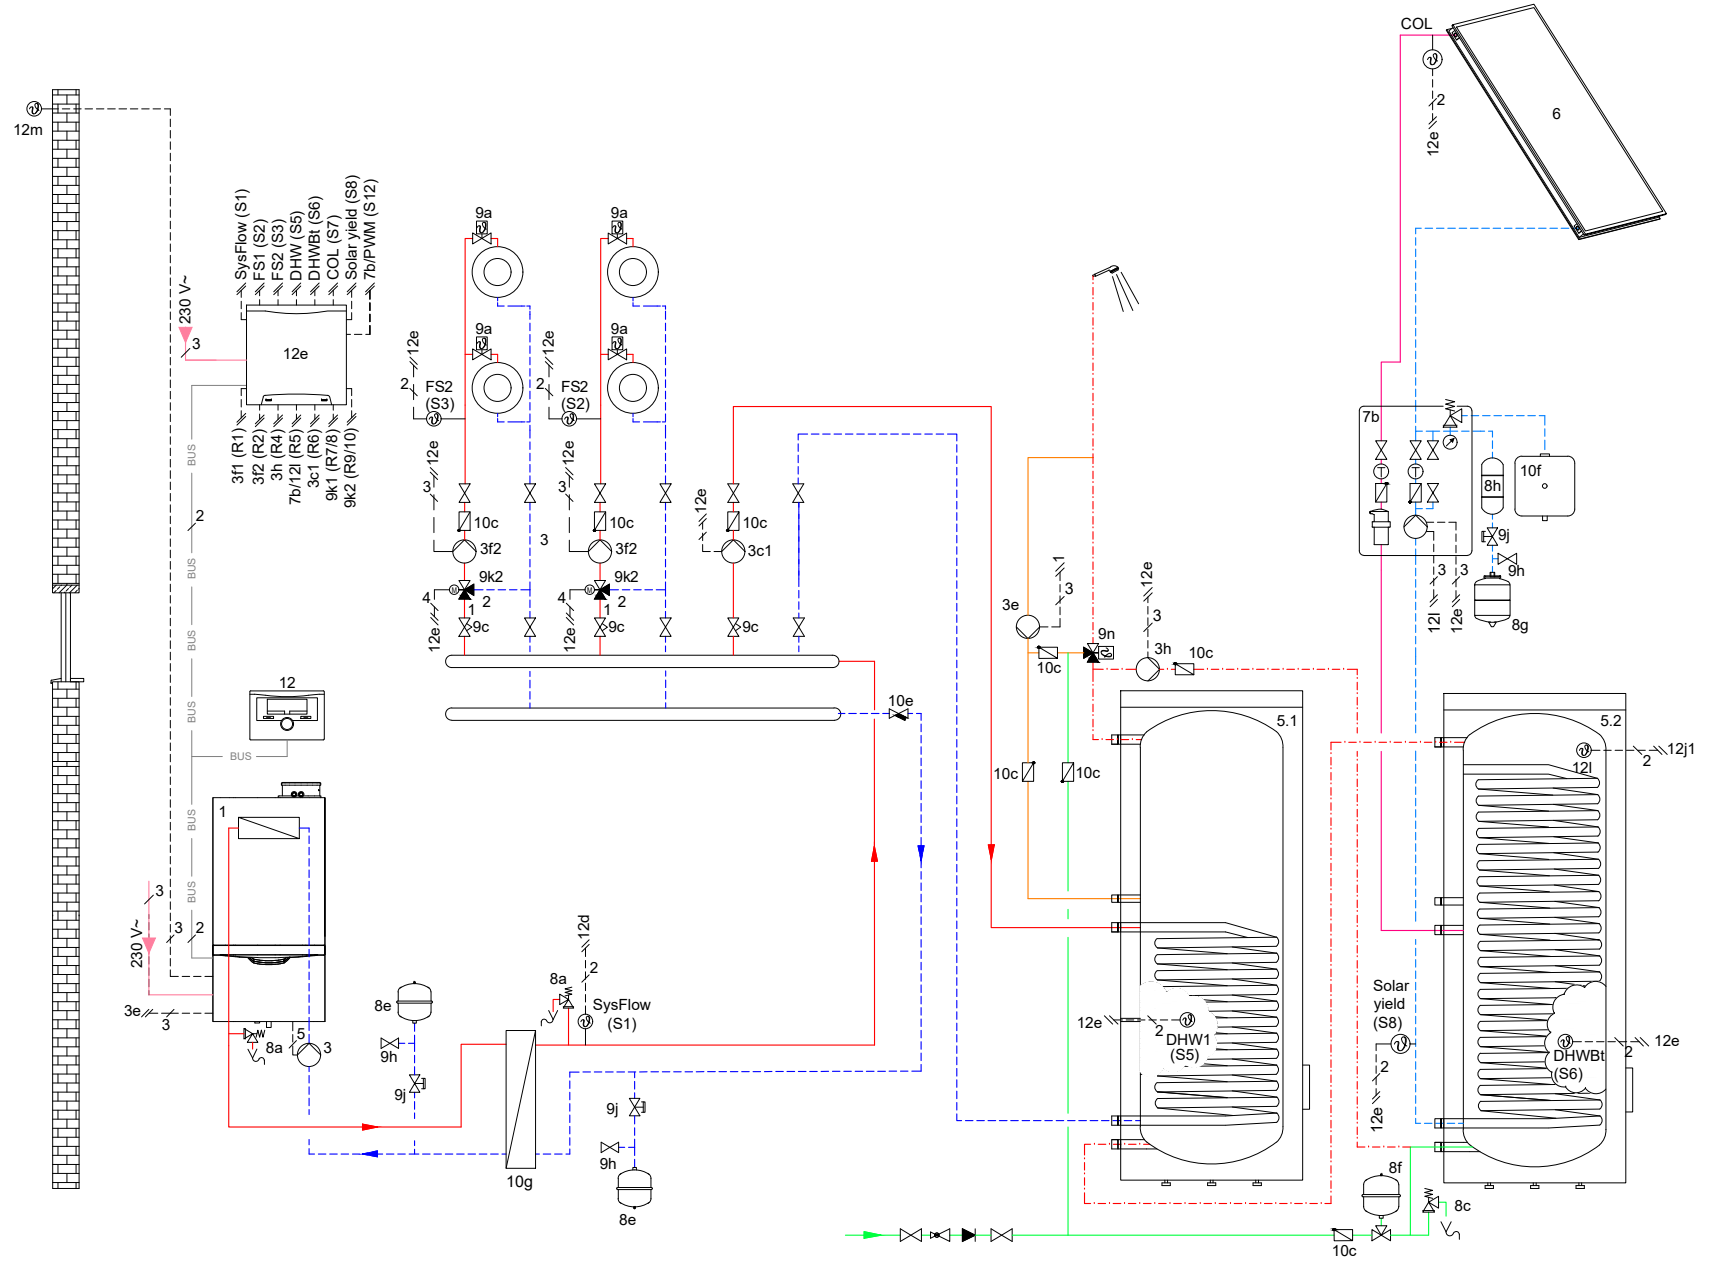 COL
2
12e
6
12m
SysFlow (S1)
FS1 (S2)
FS2 (S3)
DHW (S5)
DHWBt (S6)
COL (S7)
Solar yield (S8)
7b/PWM (S12)
230 V~
3
12e
3f1 (R1)
3f2 (R2)
3h (R4)
7b/12l (R5)
3c1 (R6)
9k1 (R7/8)
9k2 (R9/10)
BUS
2
BUS
BUS
BUS
BUS
12
1
3
230 V~
3
2
3e
3
8a
5
3
9a
9a
9a
9a
12e
2
FS2
(S3)
12e
2
FS2
(S2)
12e
3
10c
3f2
9k2
4
2
1
12e
9c
3
12e
3
10c
3f2
9k2
4
2
1
12e
9c
12e
10c
3c1
9c
10e
8e
9h
9j
8a
12d
2
SysFlow
(S1)
10g
9j
9h
8e
1
3
3e
10c
9n
12e
3
3h
10c
10c
10c
5.1
12e
2
DHW1
(S5)
7b
8h
10f
9j
9h
8g
3
3
12l
12e
5.2
12l
2
12j1
Solar
yield
(S8)
2
12e
DHWBt
(S6)
2
12e
8f
8c
10c